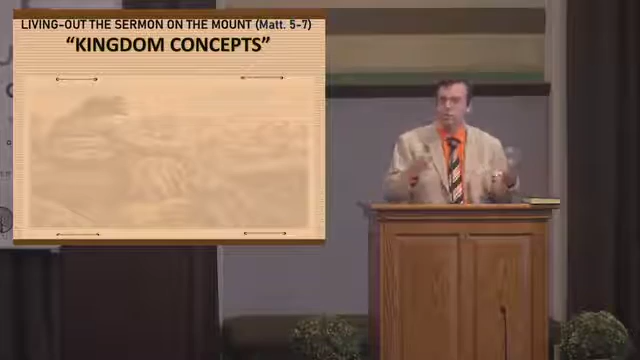 LIVING-OUT THE SERMON ON THE MOUNT (Matt. 5-7)
“KINGDOM CONCEPTS”